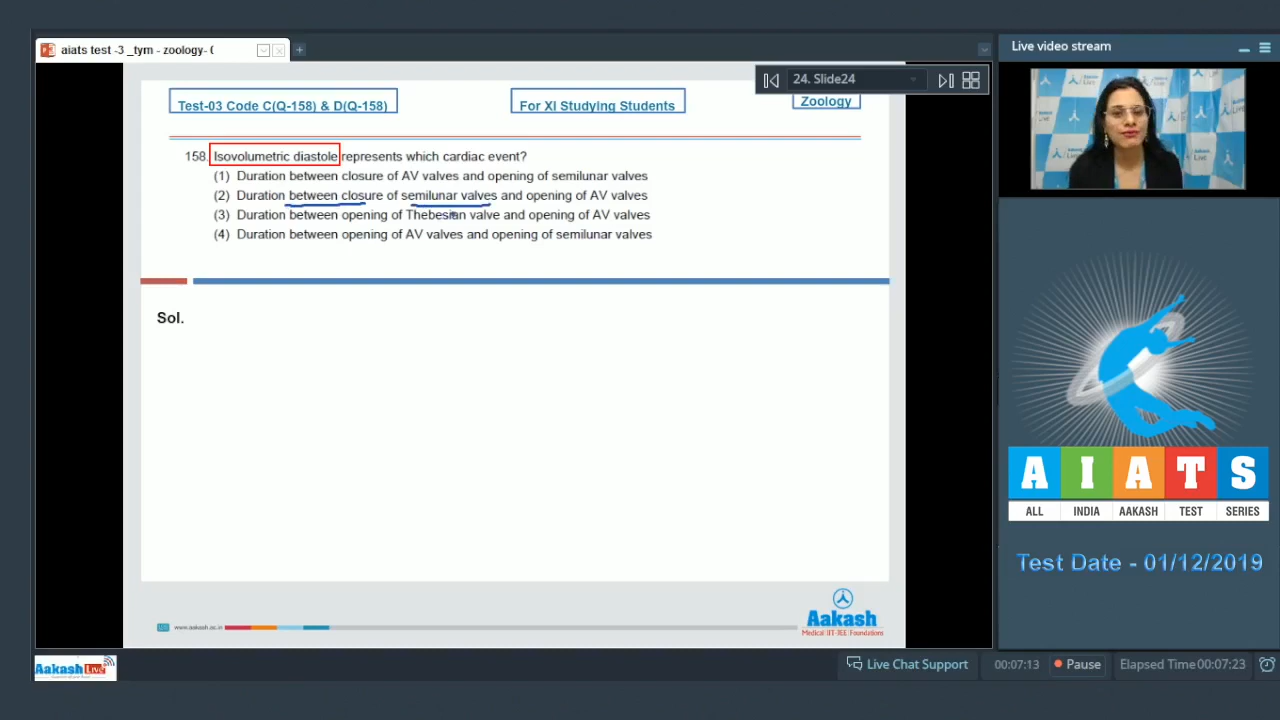 aiats test -3 _tym - zoology- (
Live video stream
24. Slide24
Test-03 Code C(Q-158) & D(Q-158)
For XI Studying Students
Zoology
158. Isovolumetric diastole represents which cardiac event?
(1) Duration between closure of AV valves and opening of semilunar valves
(2) Duration between closure of semilunar valves and opening of AV valves
(3) Duration between opening of Thebesian valve and opening of AV valves
(4) Duration between opening of AV valves and opening of semilunar valves
Sol.
A I A T S
ALL INDIA AAKASH TEST SERIES
Test Date - 01/12/2019
www.aakash.ac.in
Aakash
Medical|IIT-JEE|Foundations
Aakash Live
Live Chat Support
00:07:13
Pause
Elapsed Time 00:07:23